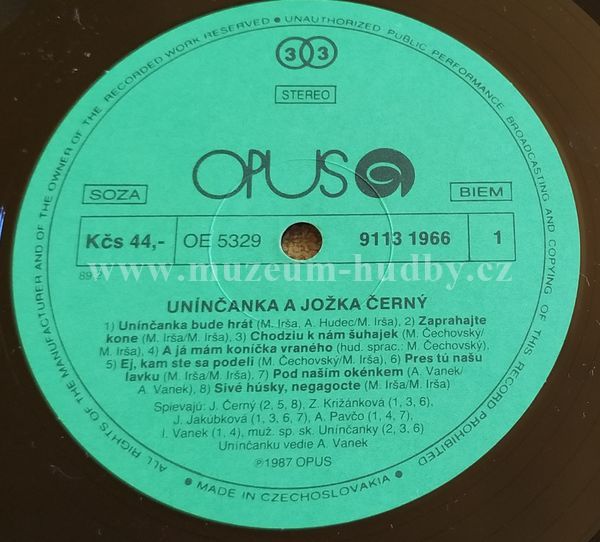 ALL RIGHTS OF THE MANUFACTURER AND OF THE OWNER OF THE RECORDED WORK RESERVED • UNAUTHORIZED PUBLIC PERFORMANCE BROADCASTING AND COPYING OF THIS RECORD PROHIBITED
33
STEREO
OPUS
SOZA
BIEM
Kčs 44,- OE 5329 9113 1966 1
www.muzeum-hudby.cz
UNÍNČANKA A JOŽKA ČERNÝ
1) Unínčanka bude hrát (M. Irša, A. Hudec/M. Irša), 2) Zaprahajte
kone (M. Irša/M. Irša), 3) Chodziu k nám šuhajek (M. Čechovský/
M. Irša), 4) A já mám koníčka vraného (hud. sprac.: M. Čechovský),
5) Ej, kam ste sa podeli (M. Čechovský/M. Irša), 6) Pres tú našu
lavku (M. Irša/M. Irša), 7) Pod naším okénkem (A. Vanek/
A. Vanek), 8) Sivé húsky, negagocte (M. Irša/M. Irša)
Spievajú: J. Černý (2, 5, 8), Z. Križánková (1, 3, 6),
J. Jakúbková (1, 3, 6, 7), A. Pavčo (1, 4, 7),
I. Vanek (1, 4), muž. sp. sk. Unínčanky (2, 3, 6)
Unínčanku vedie A. Vanek
℗ 1987 OPUS
• MADE IN CZECHOSLOVAKIA •